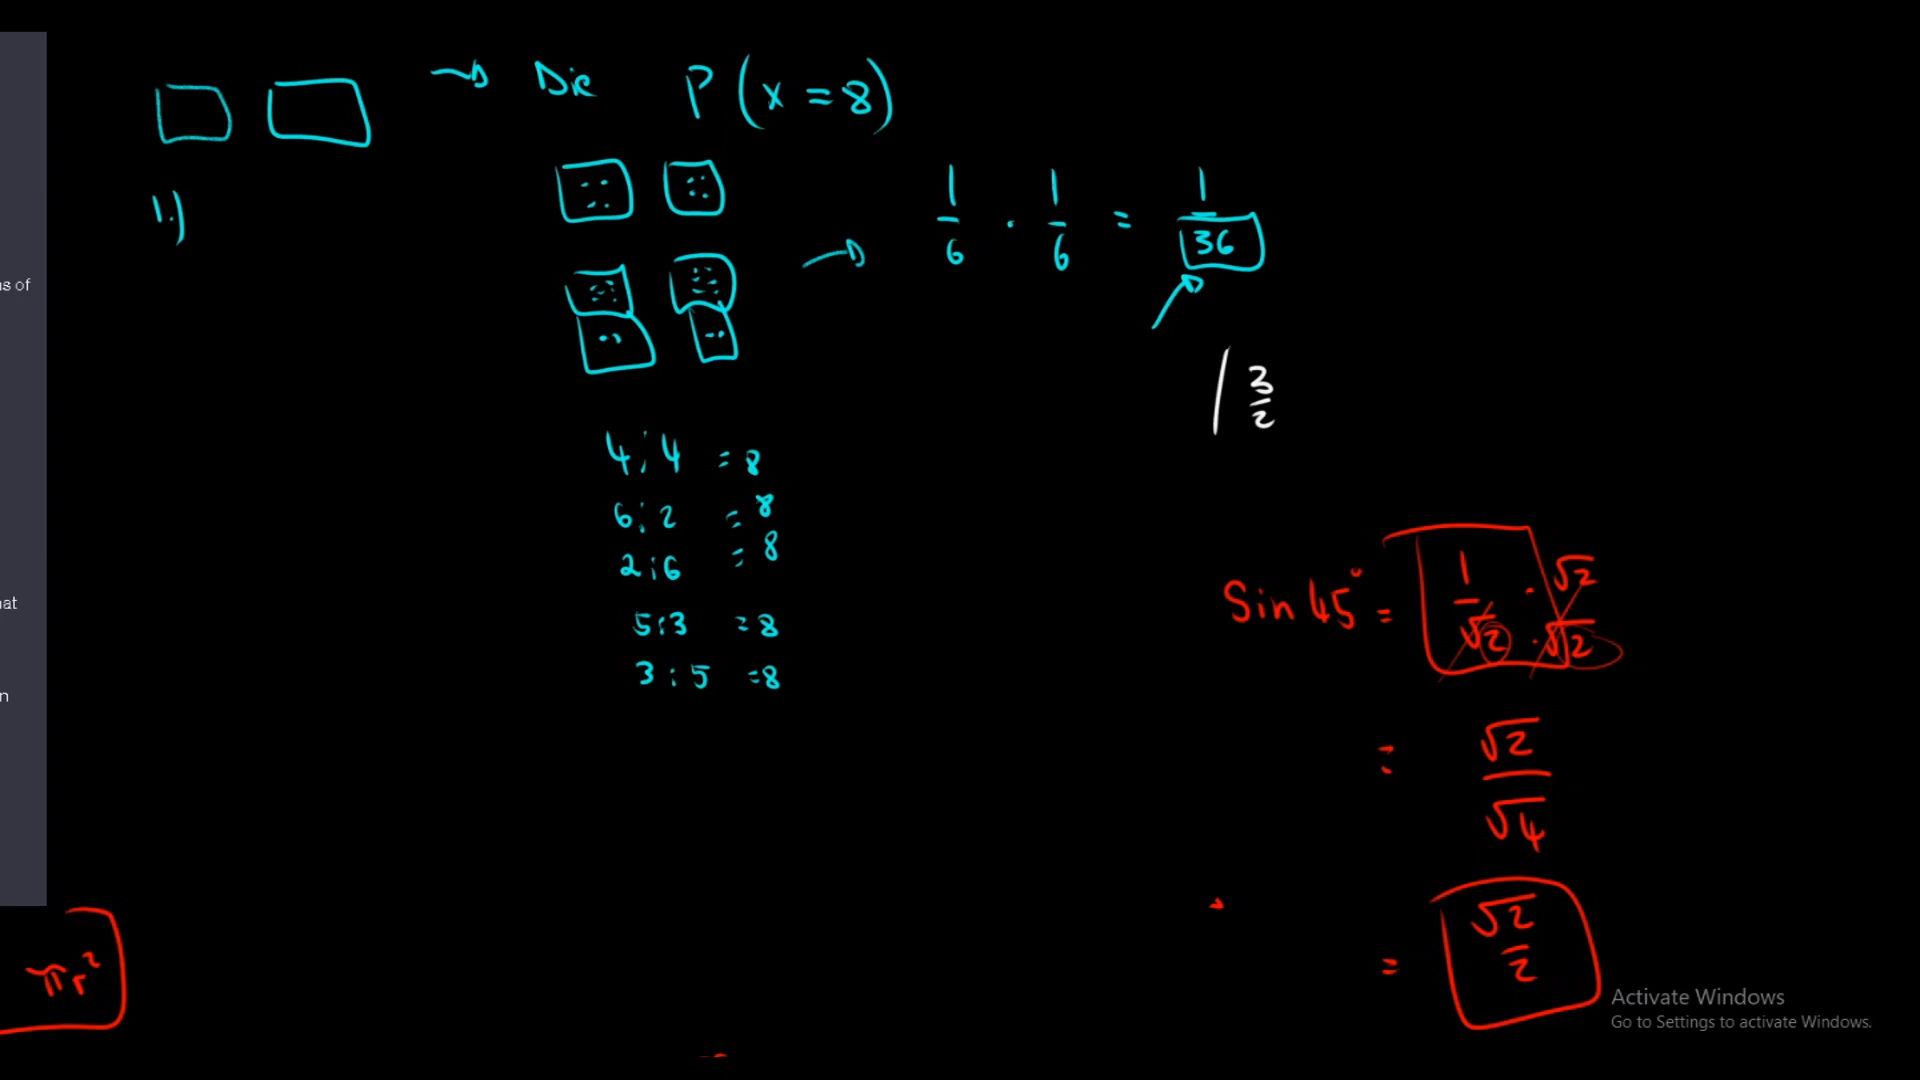 → Die P(x=8)
1.)
→ 1/6 · 1/6 = 1/36
s of
| 3/2
4;4 = 8
6;2 = 8
2;6 = 8
5;3 = 8
3;5 = 8
hat
n
Sin 45° = 1/√2 · √2/√2
= √2/√4
= √2/2
πr²
Activate Windows
Go to Settings to activate Windows.